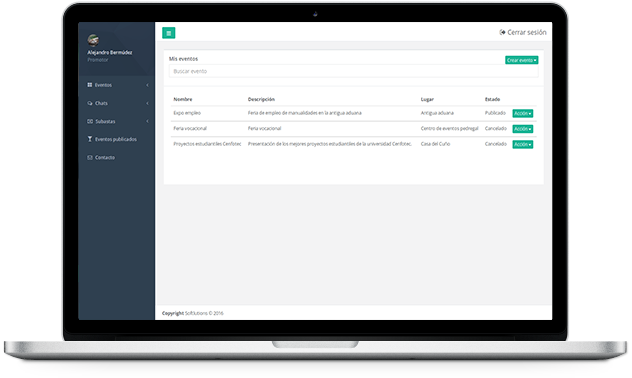 Cerrar sesión
Alejandro Bermúdez
Promotor
Eventos
Chats
Subastas
Eventos publicados
Contacto
Mis eventos
Crear evento
Buscar evento
Nombre Descripción Lugar Estado
Expo empleo Feria de empleo de manualidades en la antigua aduana Antigua aduana Publicado Acción
Feria vocacional Feria vocacional Centro de eventos pedregal Cancelado Acción
Proyectos estudiantiles Cenfotec Presentación de los mejores proyectos estudiantiles de la universidad Cenfotec. Casa del Cuño Cancelado Acción
Copyright Softlutions © 2016